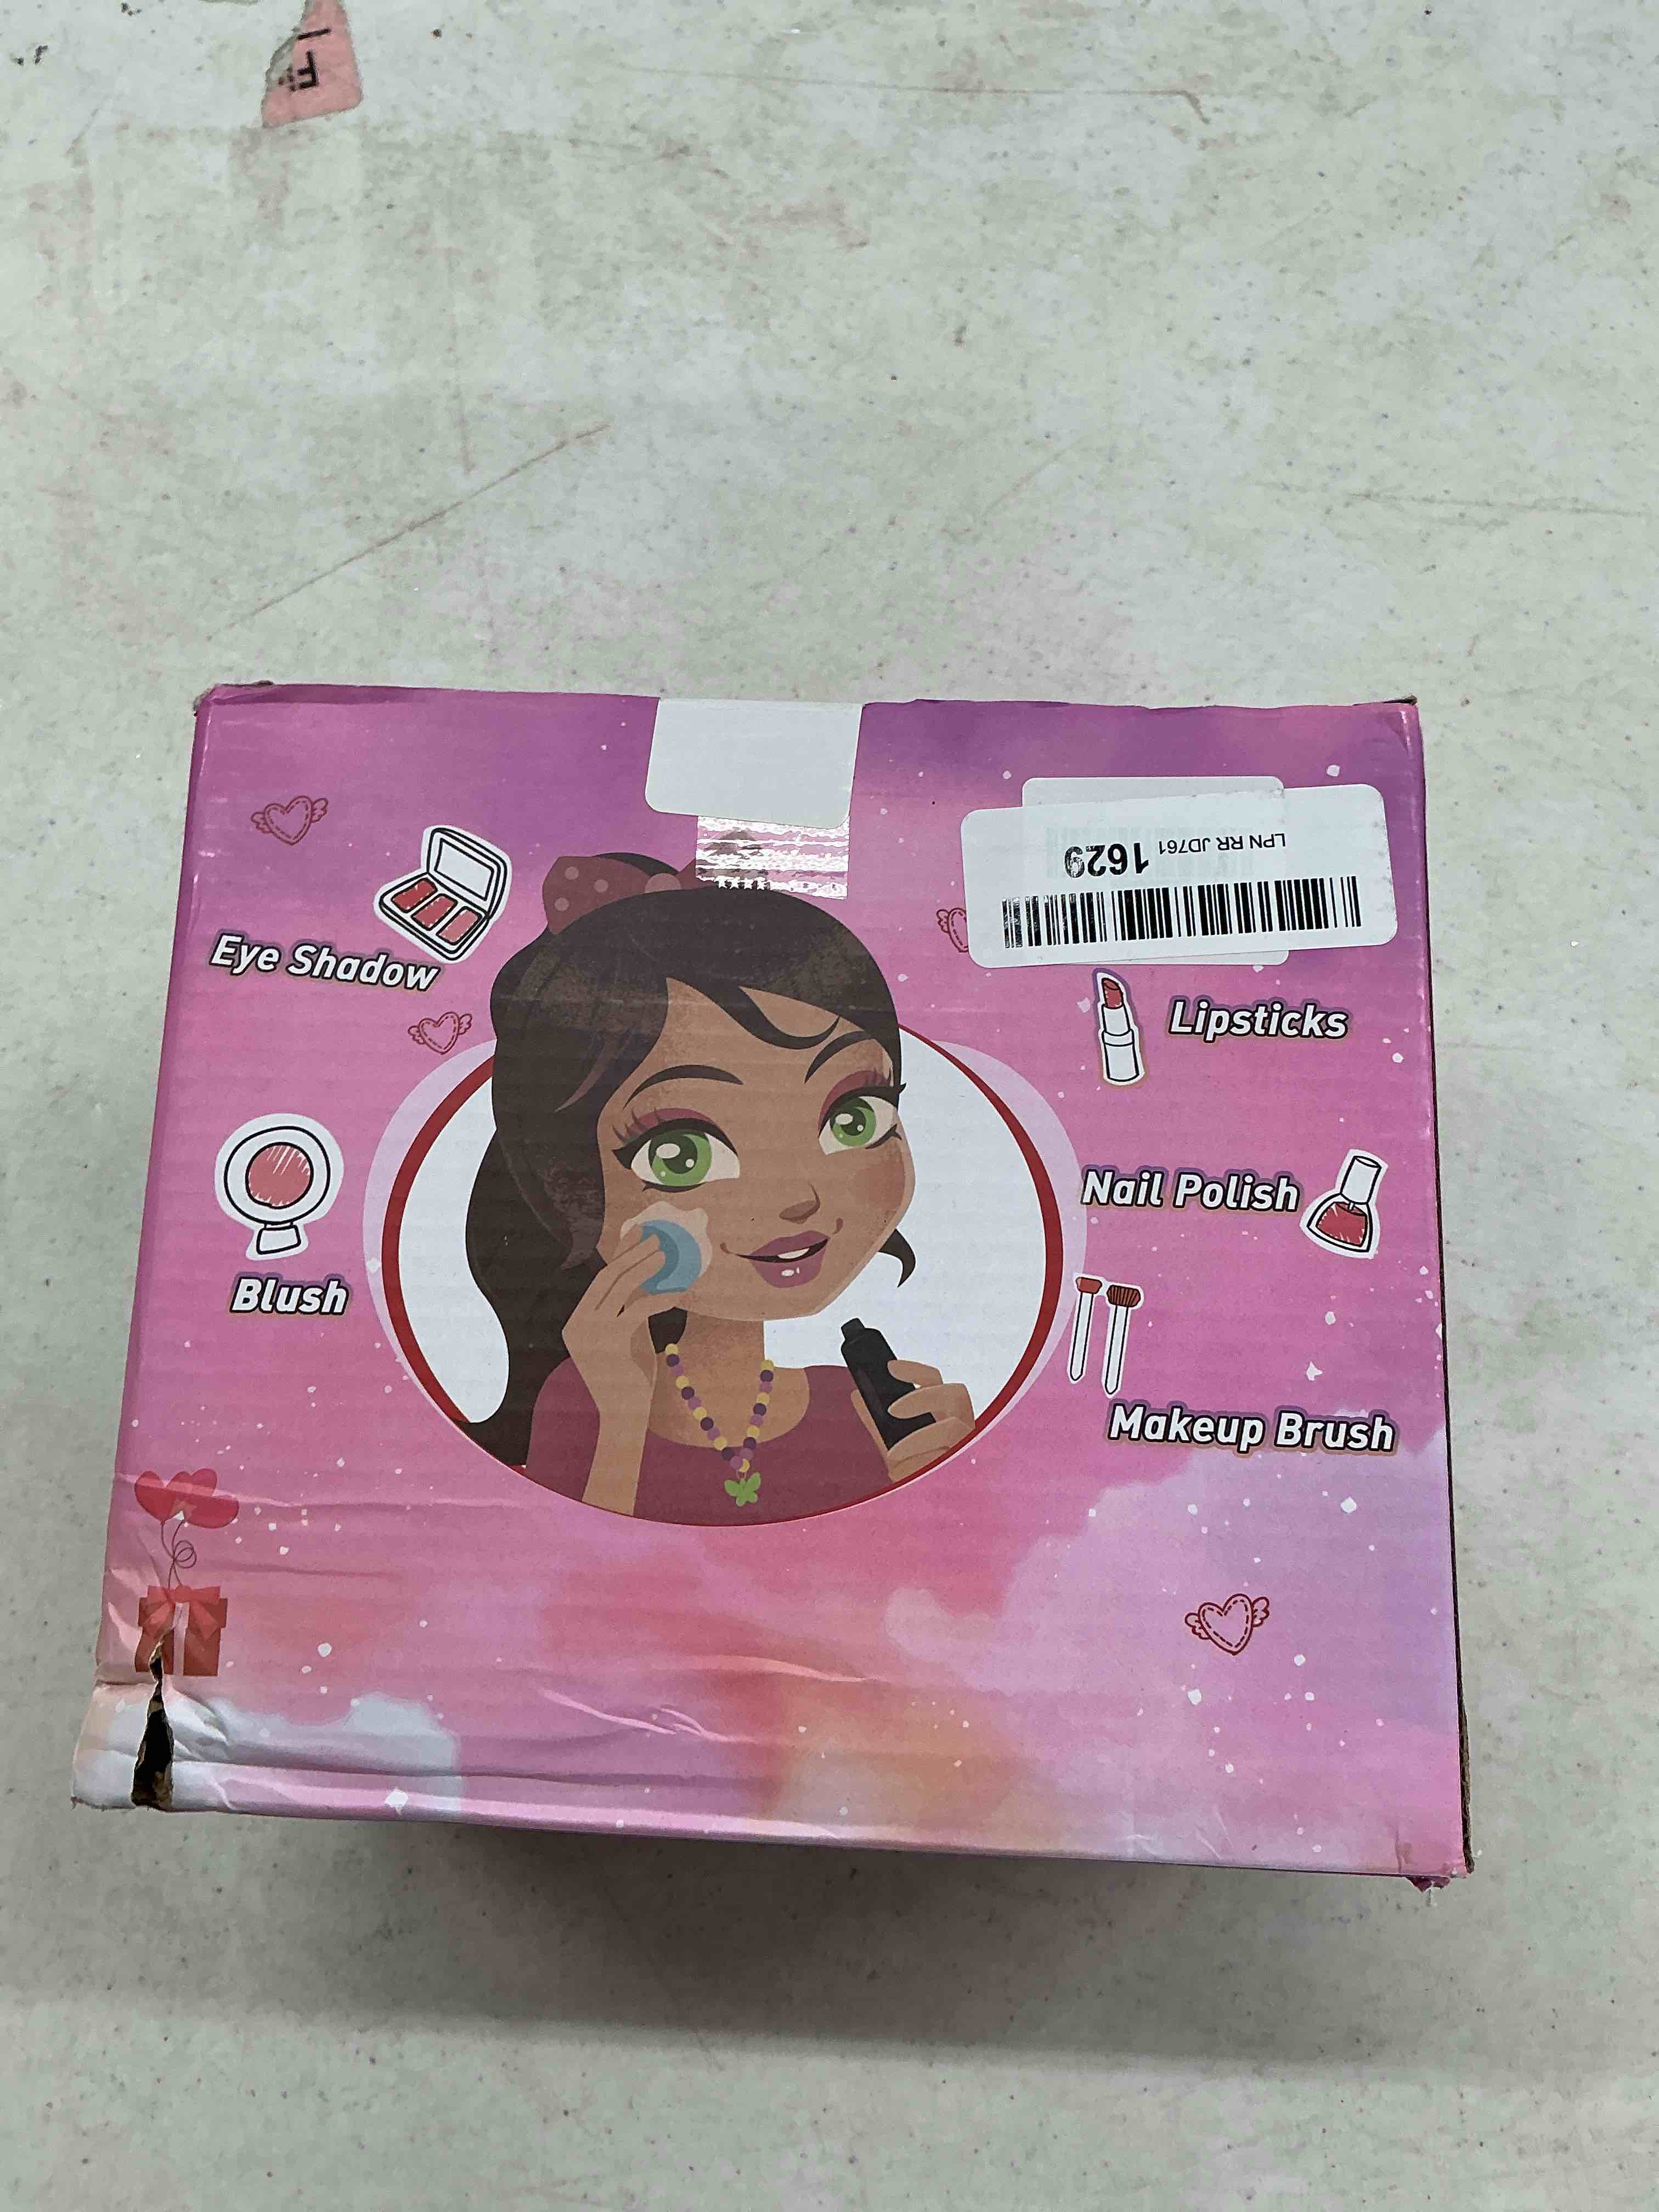 LPN RR JD761 1629
Eye Shadow
Lipsticks
Nail Polish
Blush
Makeup Brush